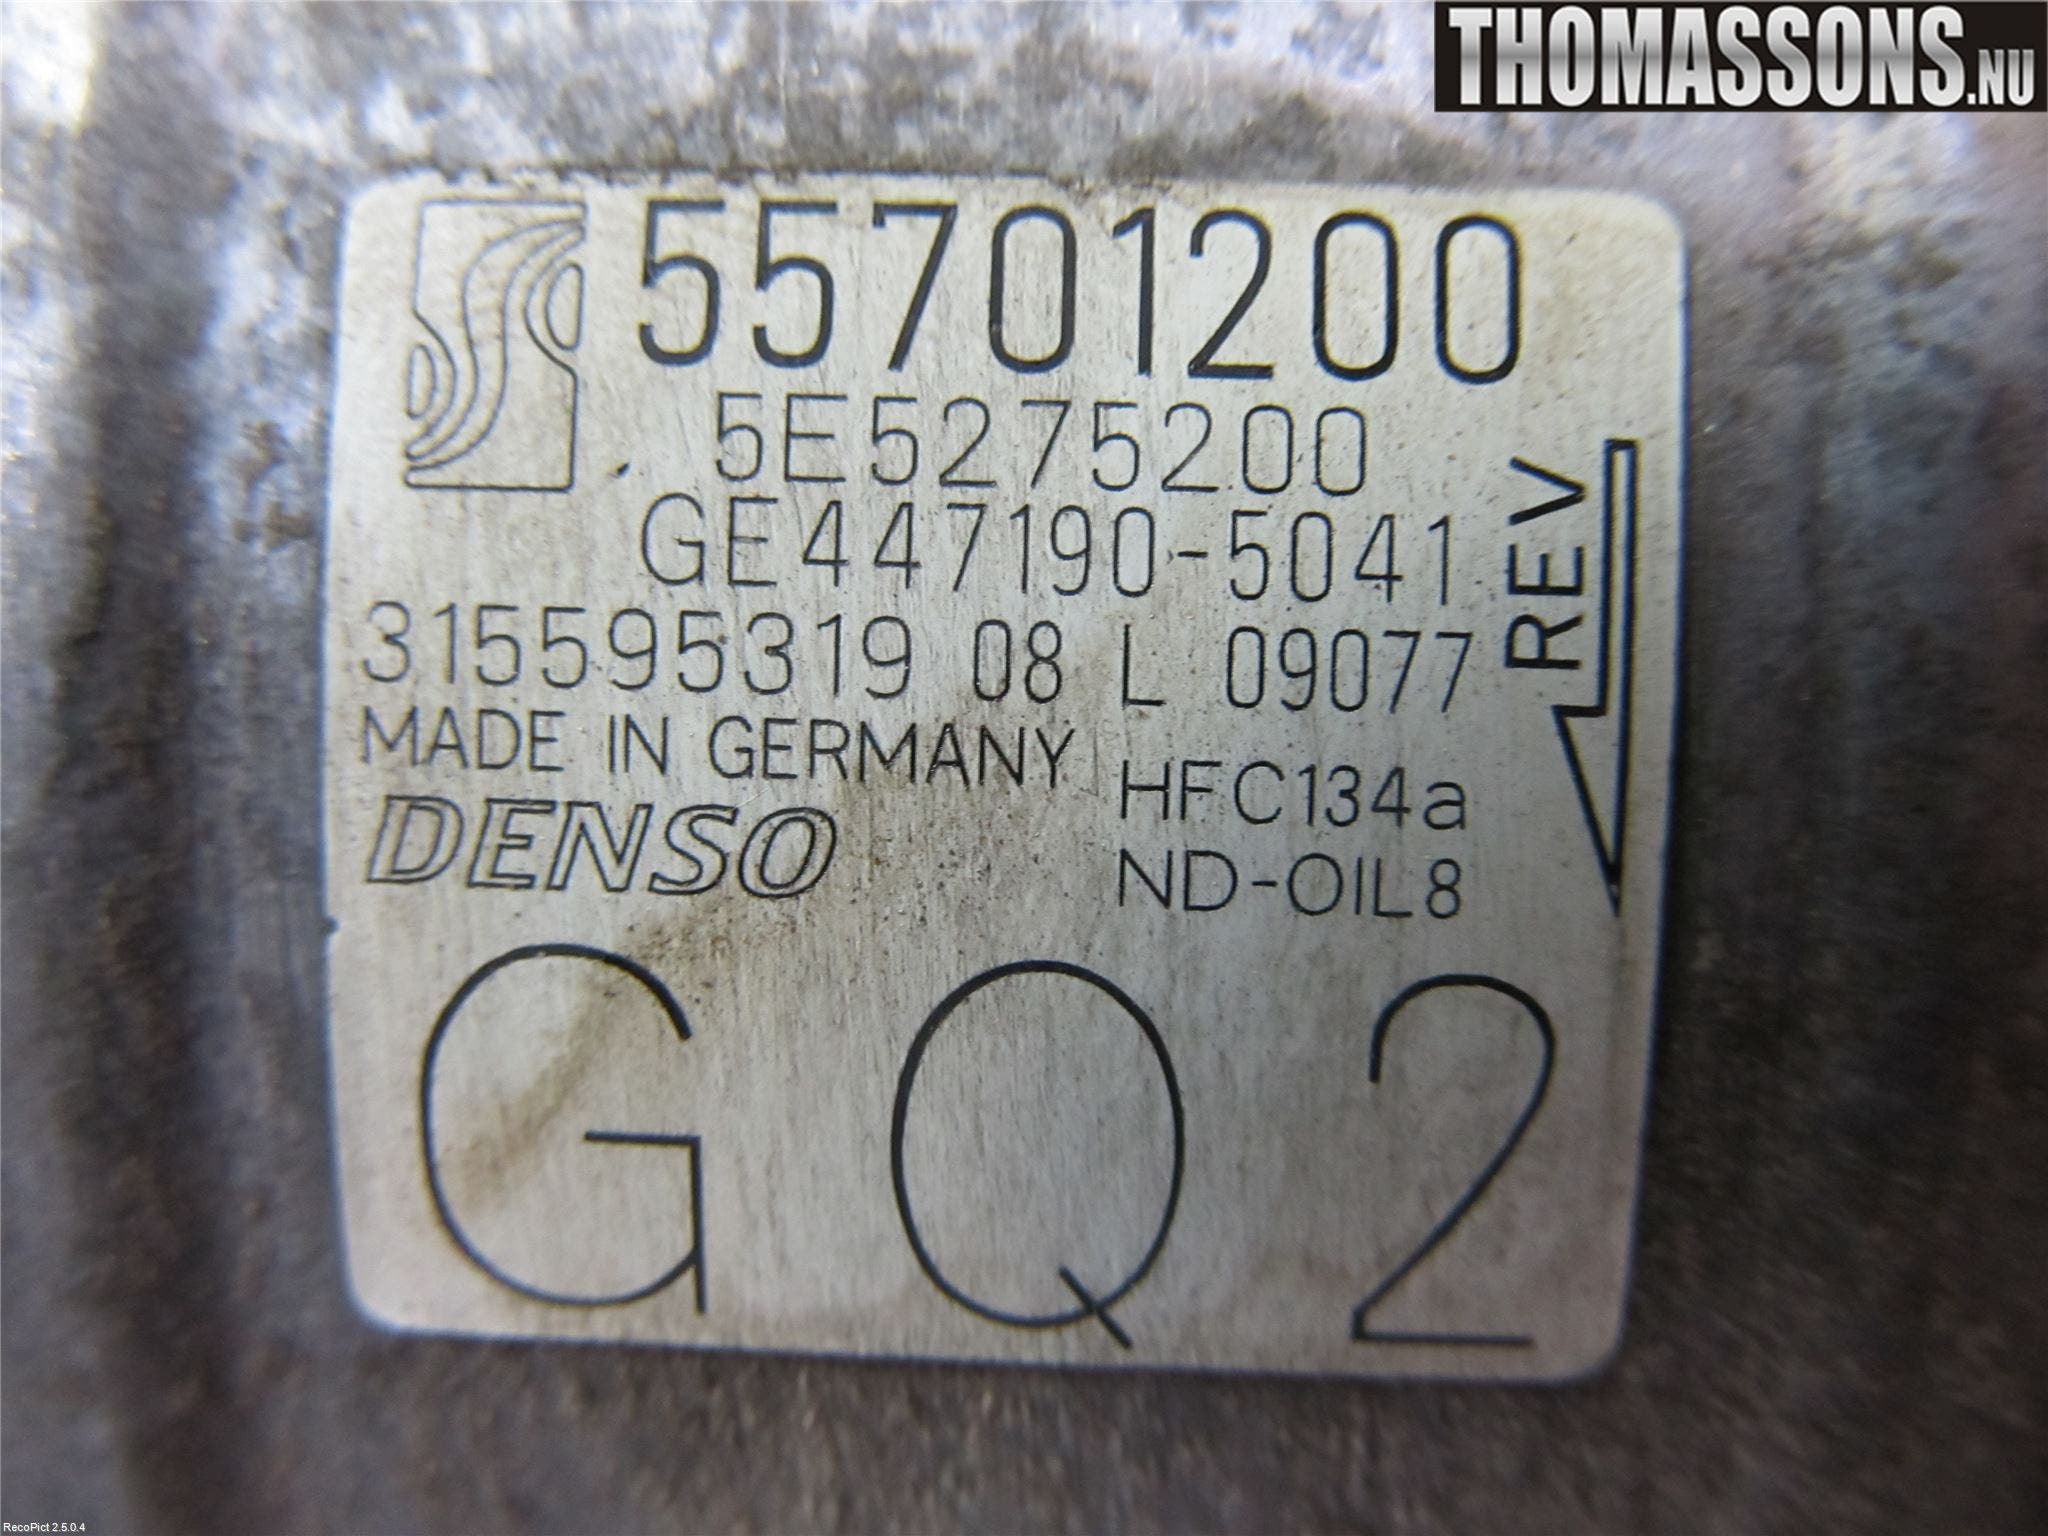 THOMASSONS.NU
55701200
5E5275200
GE447190-5041
315595319 08 L 09077
REV
MADE IN GERMANY
HFC134a
DENSO
ND-OIL8
GQ2
RecoPict 2.5.0.4